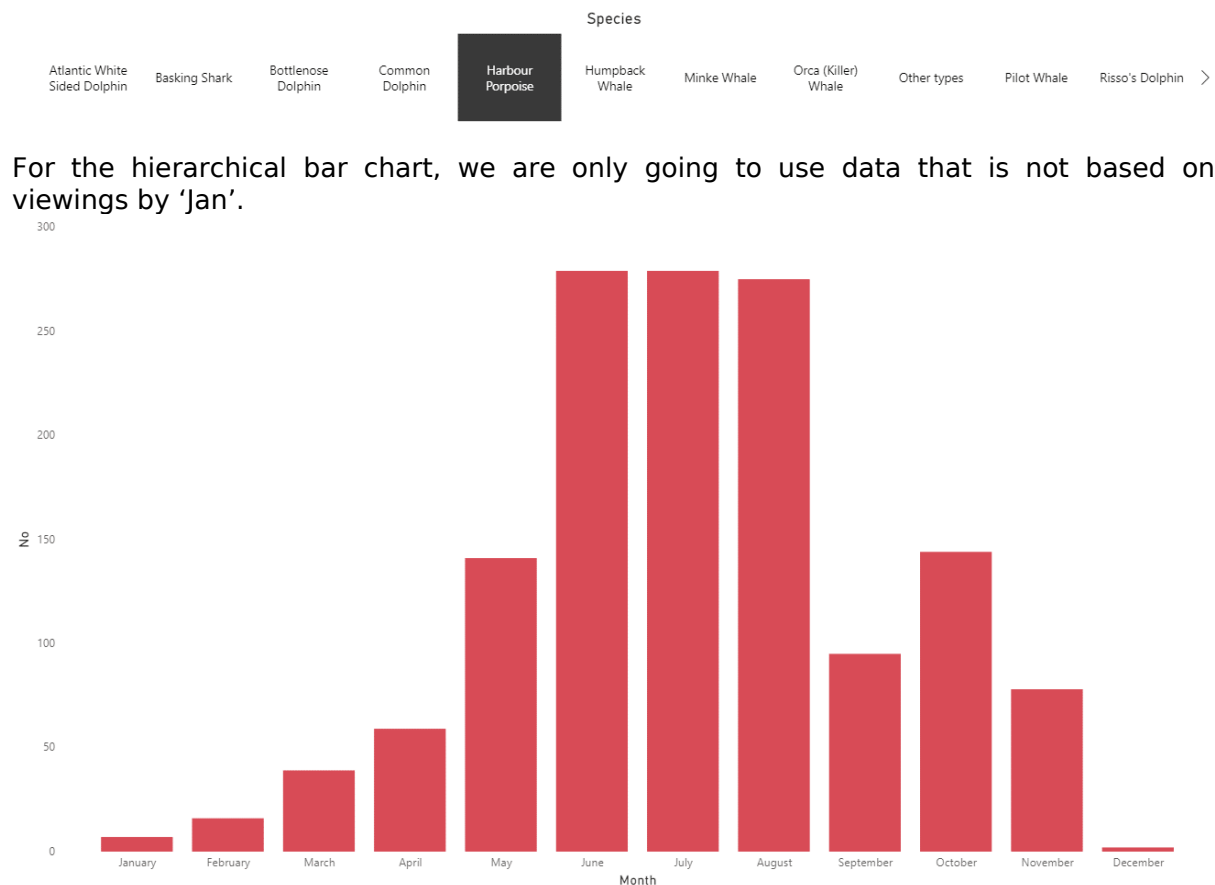 Species
Atlantic White
Sided Dolphin
Basking Shark
Bottlenose
Dolphin
Common
Dolphin
Harbour
Porpoise
Humpback
Whale
Minke Whale
Orca (Killer)
Whale
Other types
Pilot Whale
Risso's Dolphin
For the hierarchical bar chart, we are only going to use data that is not based on
viewings by ‘Jan’.
300
250
200
150
100
50
0
No
January February March April May June July August September October November December
Month